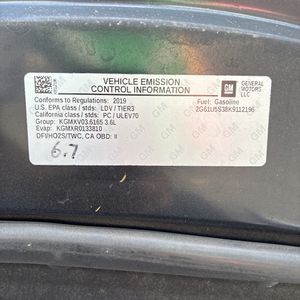 VEHICLE EMISSION
CONTROL INFORMATION
GM
GENERAL
MOTORS LLC
Conforms to Regulations: 2019
U.S. EPA class / stds: LDV / TIER3
California class / stds: PC / ULEV70
Group: KGMXV03.6165 3.6L
Evap: KGMXR0133810
DFI/HO2S/TWC, CA OBD: II
Fuel: Gasoline
2G61U5S38K9112196
6.7